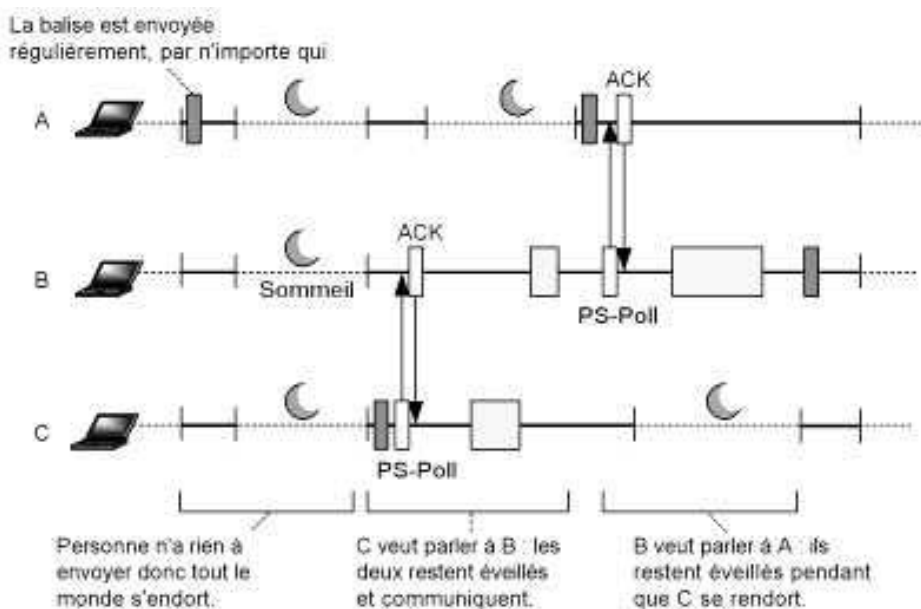 La balise est envoyée
régulièrement, par n'importe qui
ACK
A
ACK
B
Sommeil
PS-Poll
C
PS-Poll
Personne n'a rien à
envoyer donc tout le
monde s'endort.
C veut parler à B : les
deux restent éveillés
et communiquent.
B veut parler à A : ils
restent éveillés pendant
que C se rendort.